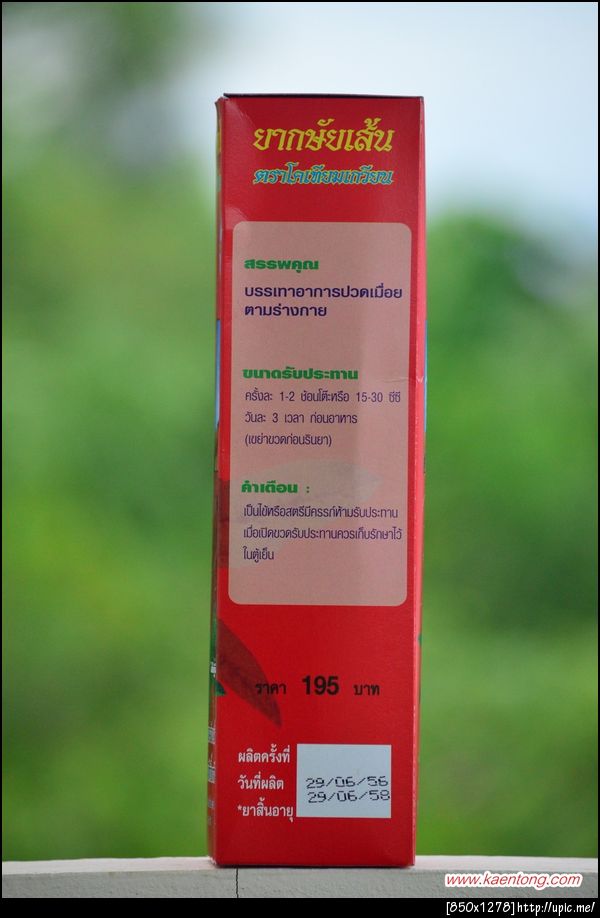 ยากษัยเส้น
ตราโคเทียมเกวียน
สรรพคุณ
บรรเทาอาการปวดเมื่อย
ตามร่างกาย
ขนาดรับประทาน
ครั้งละ 1-2 ช้อนโต๊ะหรือ 15-30 ซีซี
วันละ 3 เวลา ก่อนอาหาร
(เขย่าขวดก่อนรินยา)
คำเตือน :
เป็นไข้หรือสตรีมีครรภ์ห้ามรับประทาน
เมื่อเปิดขวดรับประทานควรเก็บรักษาไว้
ในตู้เย็น
ราคา 195 บาท
ผลิตครั้งที่
วันที่ผลิต 29/06/56
*ยาสิ้นอายุ 29/06/58
www.kaentong.com
[850x1278]http://upic.me/